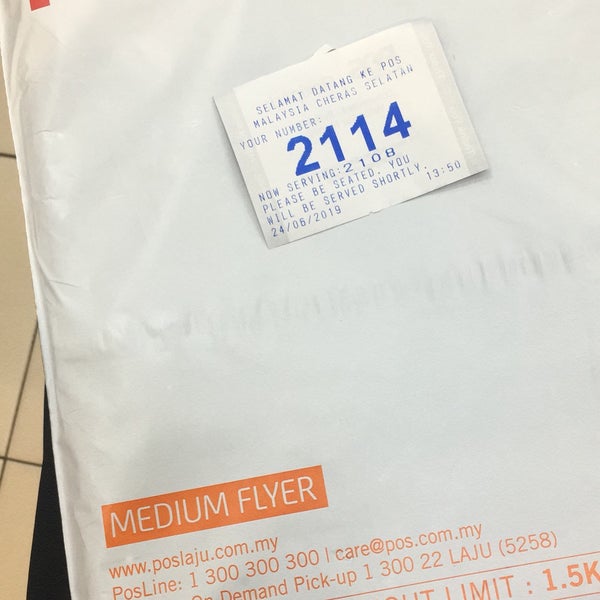 SELAMAT DATANG KE POS
MALAYSIA CHERAS SELATAN
YOUR NUMBER:
2114
NOW SERVING:2108
PLEASE BE SEATED, YOU
WILL BE SERVED SHORTLY.
24/06/2019 13:50
MEDIUM FLYER
www.poslaju.com.my
PosLine: 1 300 300 300 | care@pos.com.my
On Demand Pick-up 1 300 22 LAJU (5258)
LIMIT : 1.5K